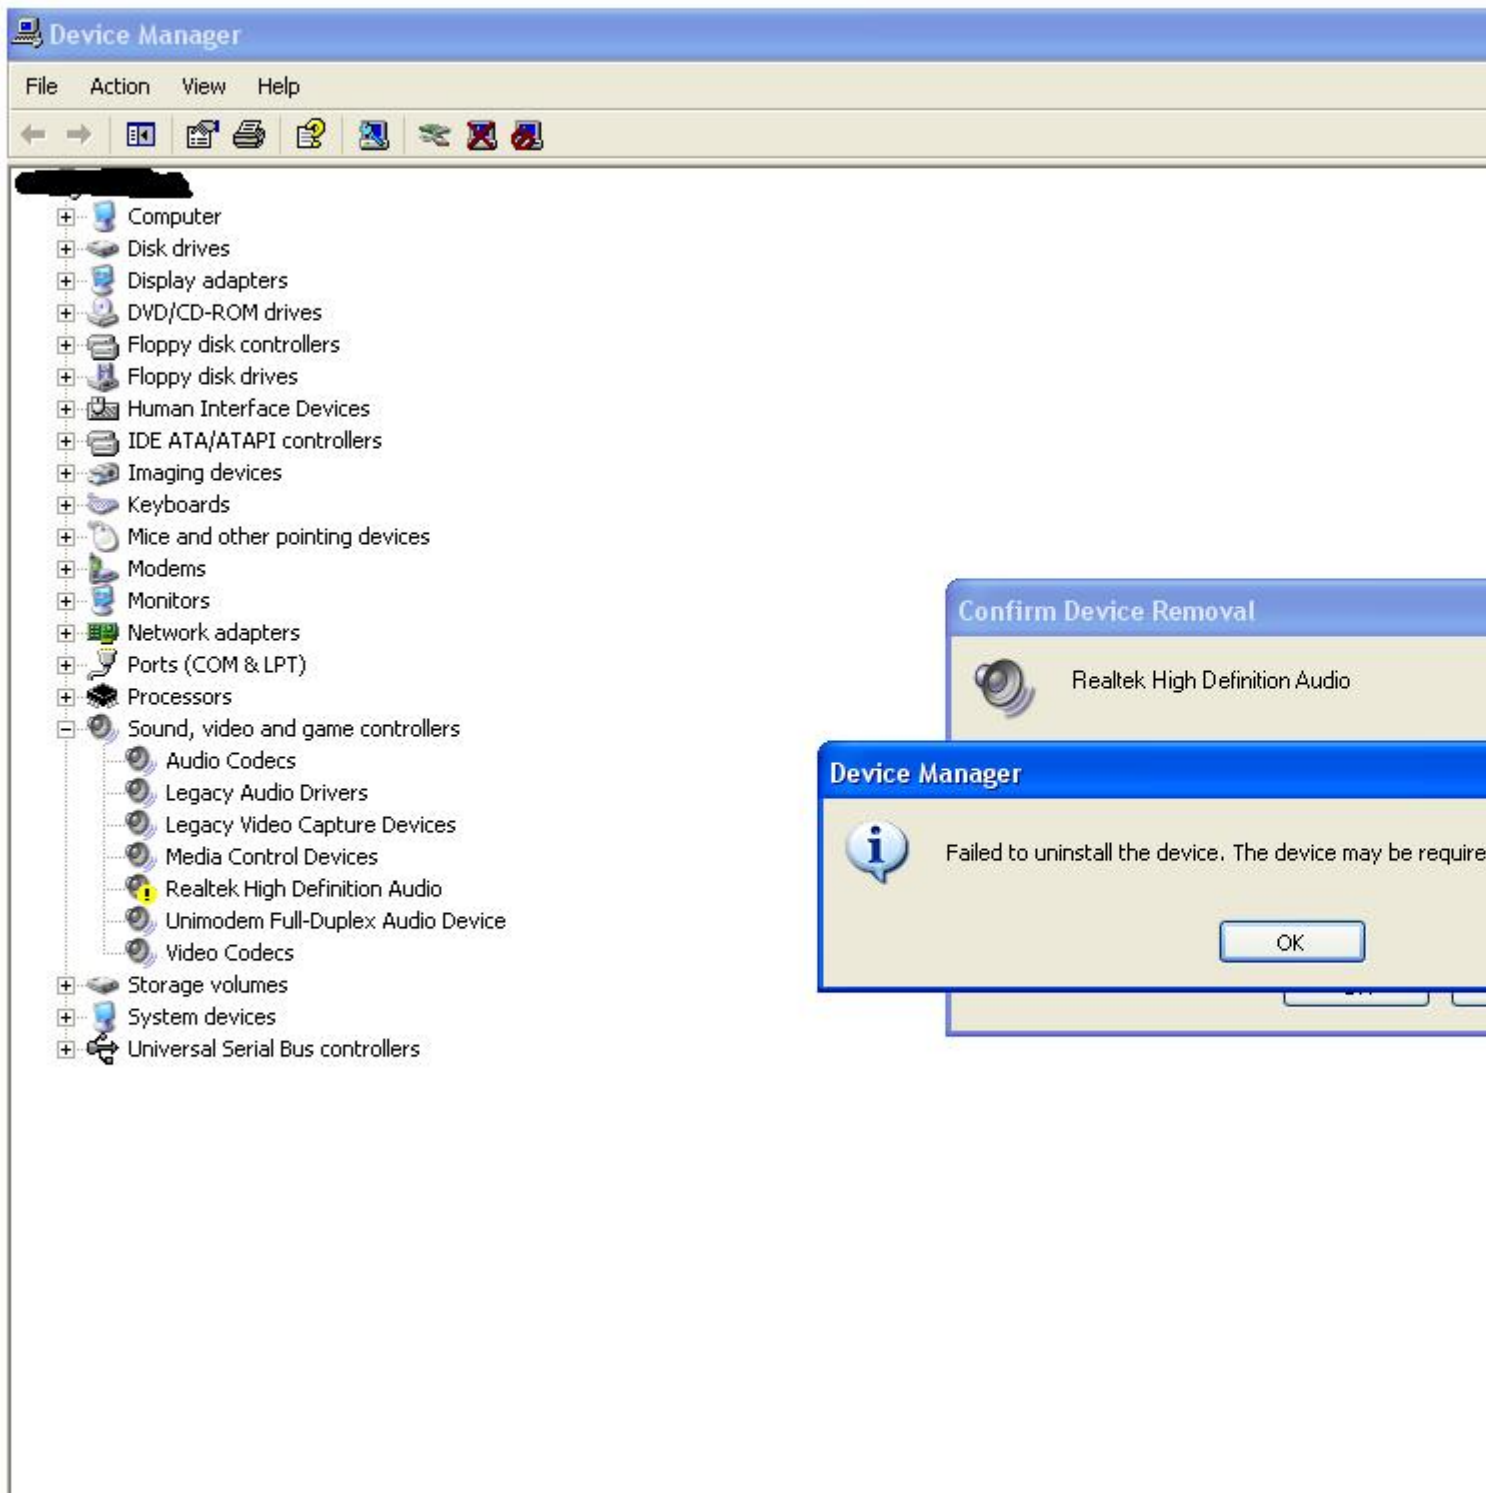 Device Manager
File Action View Help
Computer
Disk drives
Display adapters
DVD/CD-ROM drives
Floppy disk controllers
Floppy disk drives
Human Interface Devices
IDE ATA/ATAPI controllers
Imaging devices
Keyboards
Mice and other pointing devices
Modems
Monitors
Network adapters
Ports (COM & LPT)
Processors
Sound, video and game controllers
Audio Codecs
Legacy Audio Drivers
Legacy Video Capture Devices
Media Control Devices
Realtek High Definition Audio
Unimodem Full-Duplex Audio Device
Video Codecs
Storage volumes
System devices
Universal Serial Bus controllers
Confirm Device Removal
Realtek High Definition Audio
Device Manager
Failed to uninstall the device. The device may be require
OK